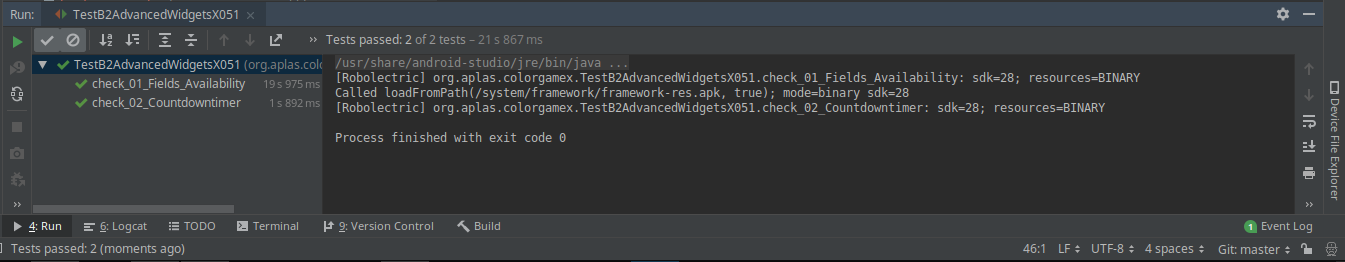 Run: TestB2AdvancedWidgetsX051
Tests passed: 2 of 2 tests – 21 s 867 ms
TestB2AdvancedWidgetsX051 (org.aplas.colo
check_01_Fields_Availability 19 s 975 ms
check_02_Countdowntimer 1 s 892 ms
/usr/share/android-studio/jre/bin/java ...
[Robolectric] org.aplas.colorgamex.TestB2AdvancedWidgetsX051.check_01_Fields_Availability: sdk=28; resources=BINARY
Called loadFromPath(/system/framework/framework-res.apk, true); mode=binary sdk=28
[Robolectric] org.aplas.colorgamex.TestB2AdvancedWidgetsX051.check_02_Countdowntimer: sdk=28; resources=BINARY
Process finished with exit code 0
Device File Explorer
4: Run 6: Logcat TODO Terminal 9: Version Control Build 1 Event Log
Tests passed: 2 (moments ago) 46:1 LF UTF-8 4 spaces Git: master